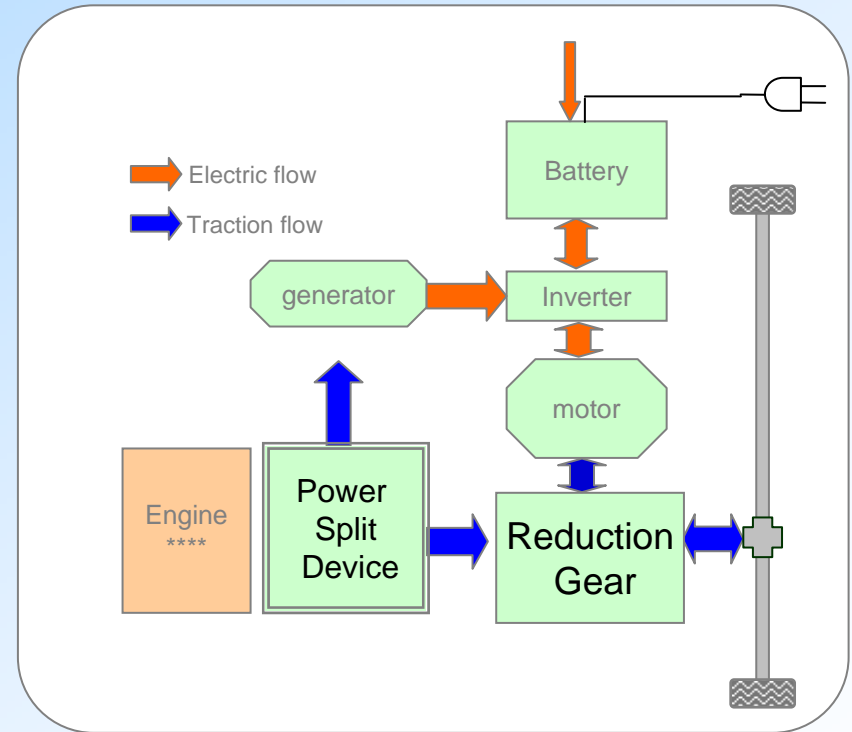 Battery
Electric flow
Traction flow
generator
Inverter
motor
Engine
****
Power
Split
Device
Reduction
Gear